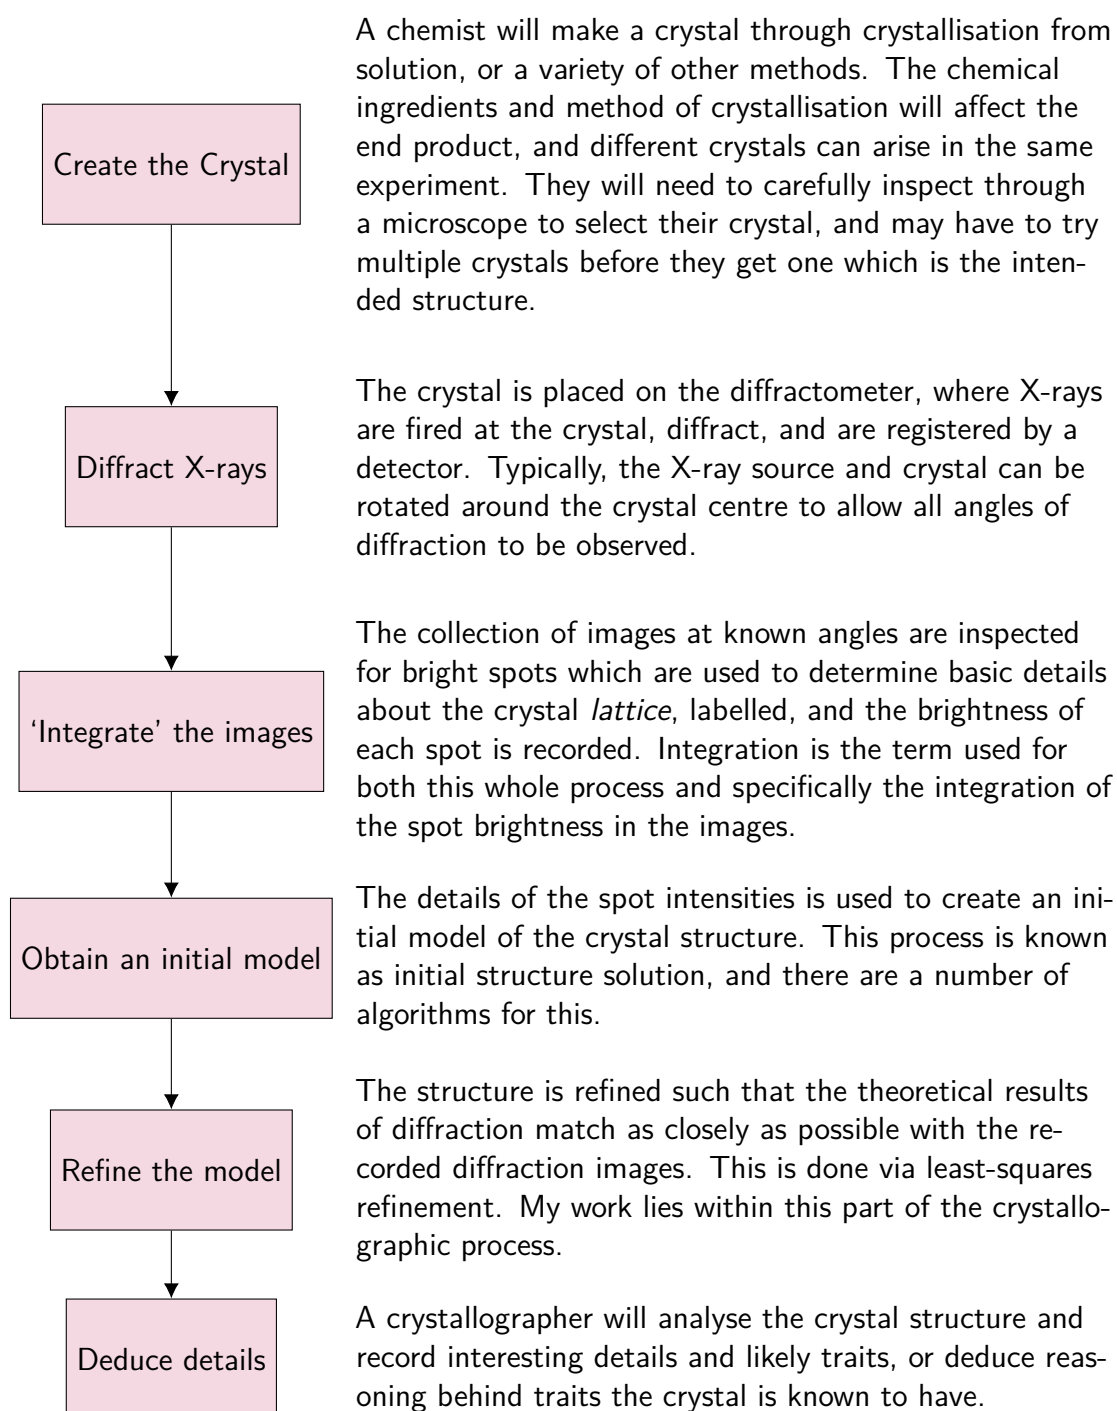 Create the Crystal
A chemist will make a crystal through crystallisation from
solution, or a variety of other methods. The chemical
ingredients and method of crystallisation will affect the
end product, and different crystals can arise in the same
experiment. They will need to carefully inspect through
a microscope to select their crystal, and may have to try
multiple crystals before they get one which is the inten-
ded structure.
Diffract X-rays
The crystal is placed on the diffractometer, where X-rays
are fired at the crystal, diffract, and are registered by a
detector. Typically, the X-ray source and crystal can be
rotated around the crystal centre to allow all angles of
diffraction to be observed.
‘Integrate’ the images
The collection of images at known angles are inspected
for bright spots which are used to determine basic details
about the crystal lattice, labelled, and the brightness of
each spot is recorded. Integration is the term used for
both this whole process and specifically the integration of
the spot brightness in the images.
Obtain an initial model
The details of the spot intensities is used to create an ini-
tial model of the crystal structure. This process is known
as initial structure solution, and there are a number of
algorithms for this.
Refine the model
The structure is refined such that the theoretical results
of diffraction match as closely as possible with the re-
corded diffraction images. This is done via least-squares
refinement. My work lies within this part of the crystallo-
graphic process.
Deduce details
A crystallographer will analyse the crystal structure and
record interesting details and likely traits, or deduce reas-
oning behind traits the crystal is known to have.